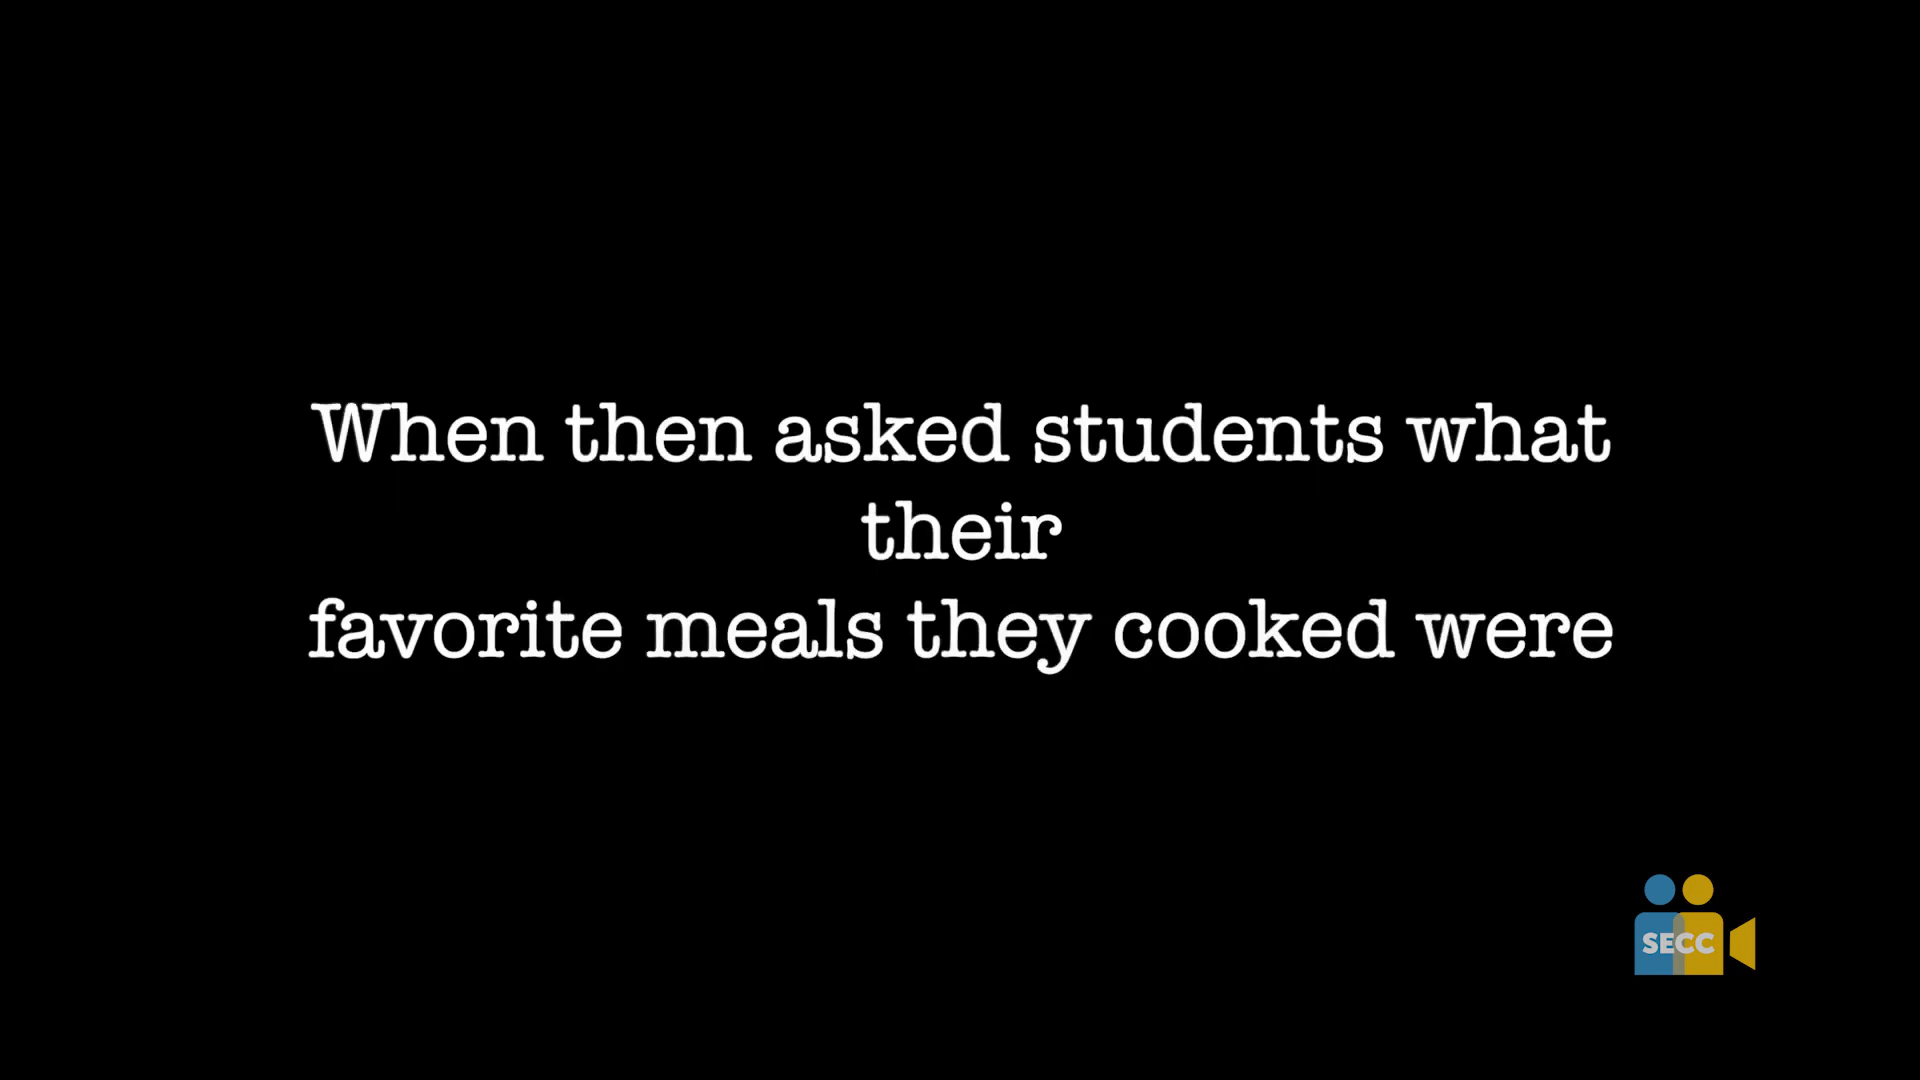 When then asked students what
their
favorite meals they cooked were
SECC